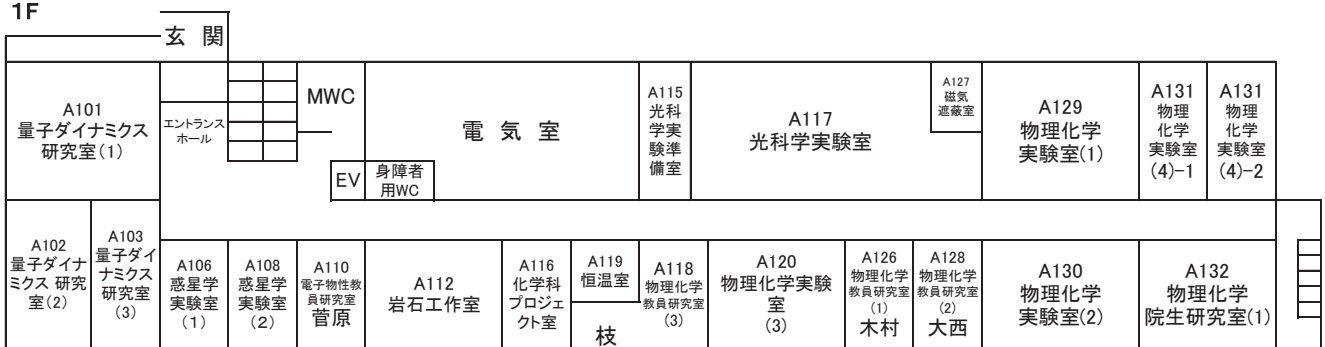 1F
玄 関
A101
量子ダイナミクス
研究室(1)
エントランス
ホール
MWC
EV
身障者
用WC
電 気 室
A115
光科
学実
験準
備室
A117
光科学実験室
A127
磁気
遮蔽室
A129
物理化学
実験室(1)
A131
物理
化学
実験室
(4)-1
A131
物理
化学
実験室
(4)-2
A102
量子ダイナ
ミクス 研究
室(2)
A103
量子ダイ
ナミクス
研究室
(3)
A106
惑星学
実験室
(1)
A108
惑星学
実験室
(2)
A110
電子物性教
員研究室
菅原
A112
岩石工作室
A116
化学科
プロジェ
クト室
A119
恒温室
枝
A118
物理化学
教員研究室
(3)
A120
物理化学実験
室
(3)
A126
物理化学
教員研究室
(1)
木村
A128
物理化学
教員研究室
(2)
大西
A130
物理化学
実験室(2)
A132
物理化学
院生研究室(1)